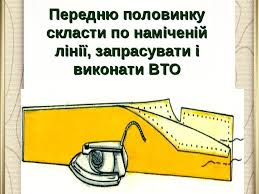 Передню половинку
скласти по наміченій
лінії, запрасувати і
виконати ВТО